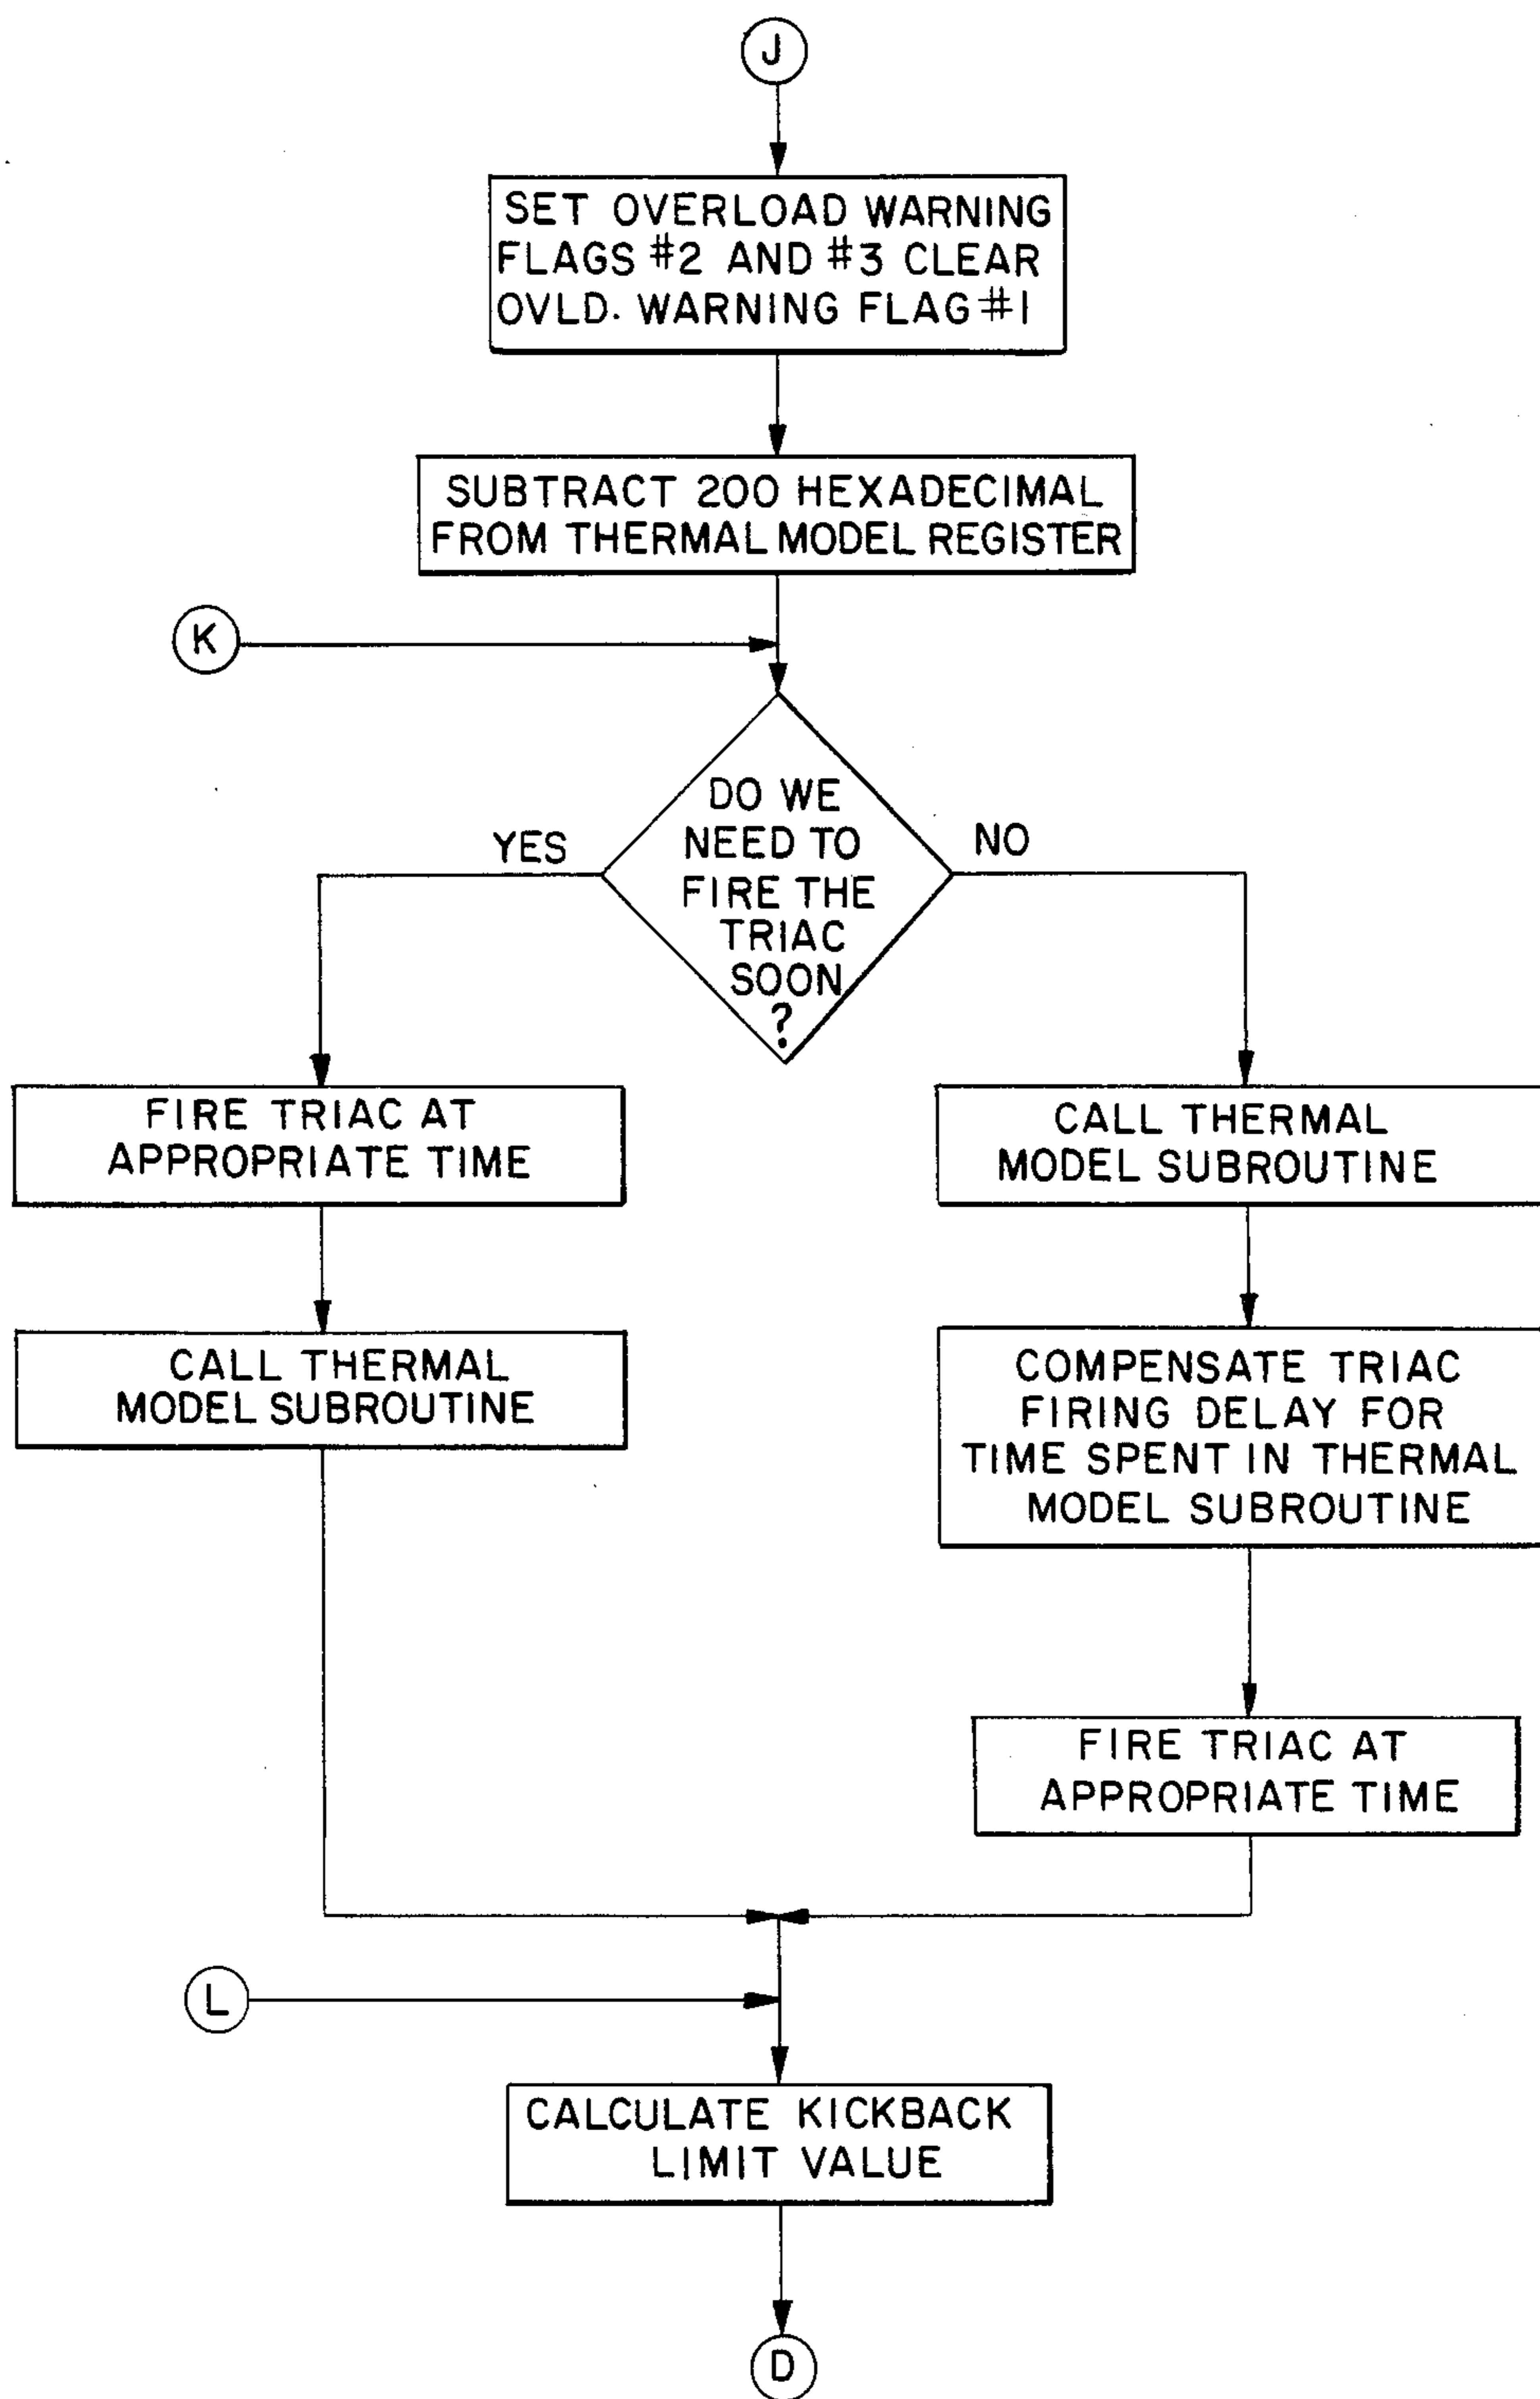 J
SET OVERLOAD WARNING
FLAGS #2 AND #3 CLEAR
OVLD. WARNING FLAG #1
SUBTRACT 200 HEXADECIMAL
FROM THERMAL MODEL REGISTER
K
DO WE
NEED TO
FIRE THE
TRIAC
SOON
?
YES
NO
FIRE TRIAC AT
APPROPRIATE TIME
CALL THERMAL
MODEL SUBROUTINE
CALL THERMAL
MODEL SUBROUTINE
COMPENSATE TRIAC
FIRING DELAY FOR
TIME SPENT IN THERMAL
MODEL SUBROUTINE
FIRE TRIAC AT
APPROPRIATE TIME
L
CALCULATE KICKBACK
LIMIT VALUE
D